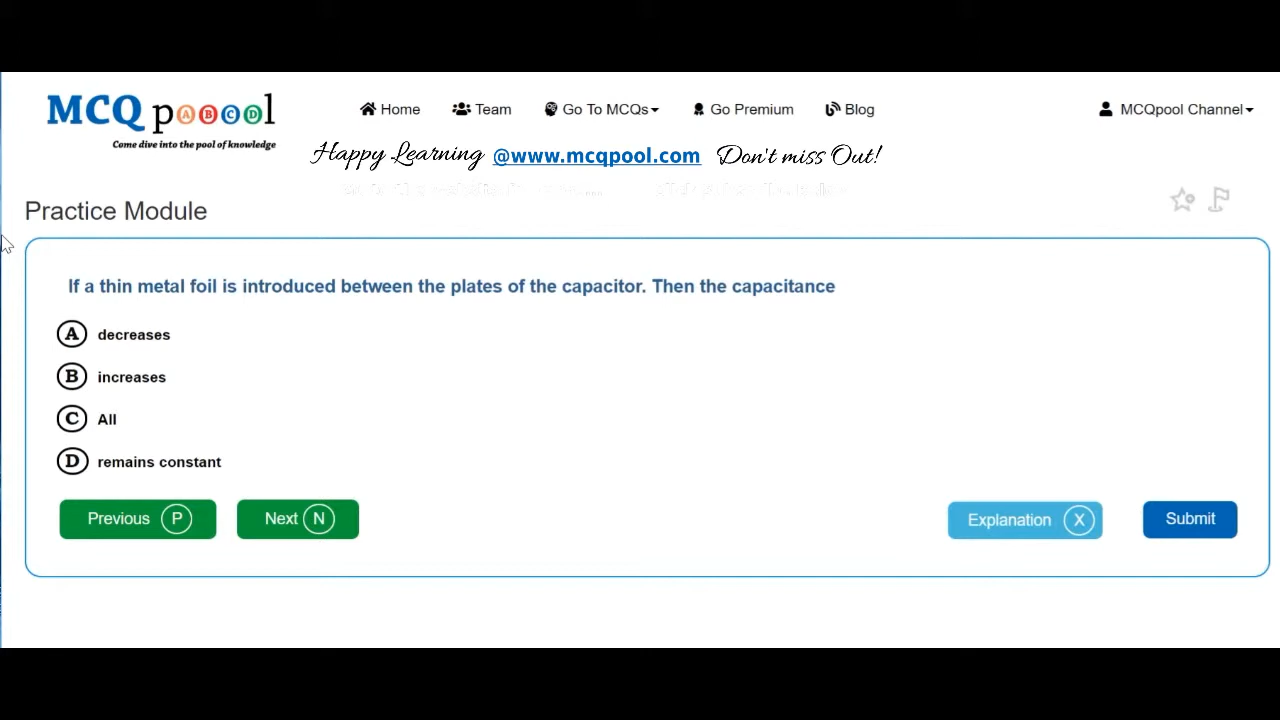 MCQ pooool
Come dive into the pool of knowledge
Home Team Go To MCQs Go Premium Blog MCQpool Channel
Happy Learning @www.mcqpool.com Don't miss Out!
Practice Module
If a thin metal foil is introduced between the plates of the capacitor. Then the capacitance
A decreases
B increases
C All
D remains constant
Previous P Next N Explanation X Submit